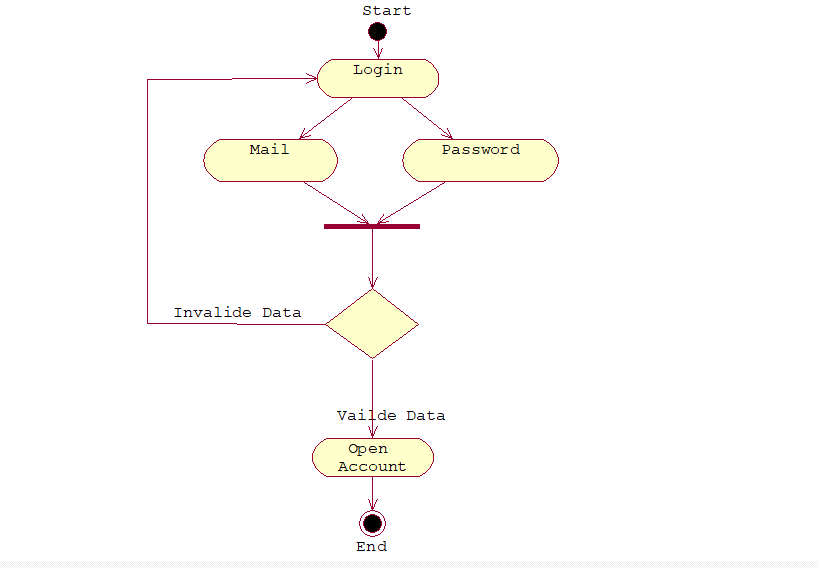 Start
Login
Mail
Password
Invalide Data
Vailde Data
Open
Account
End